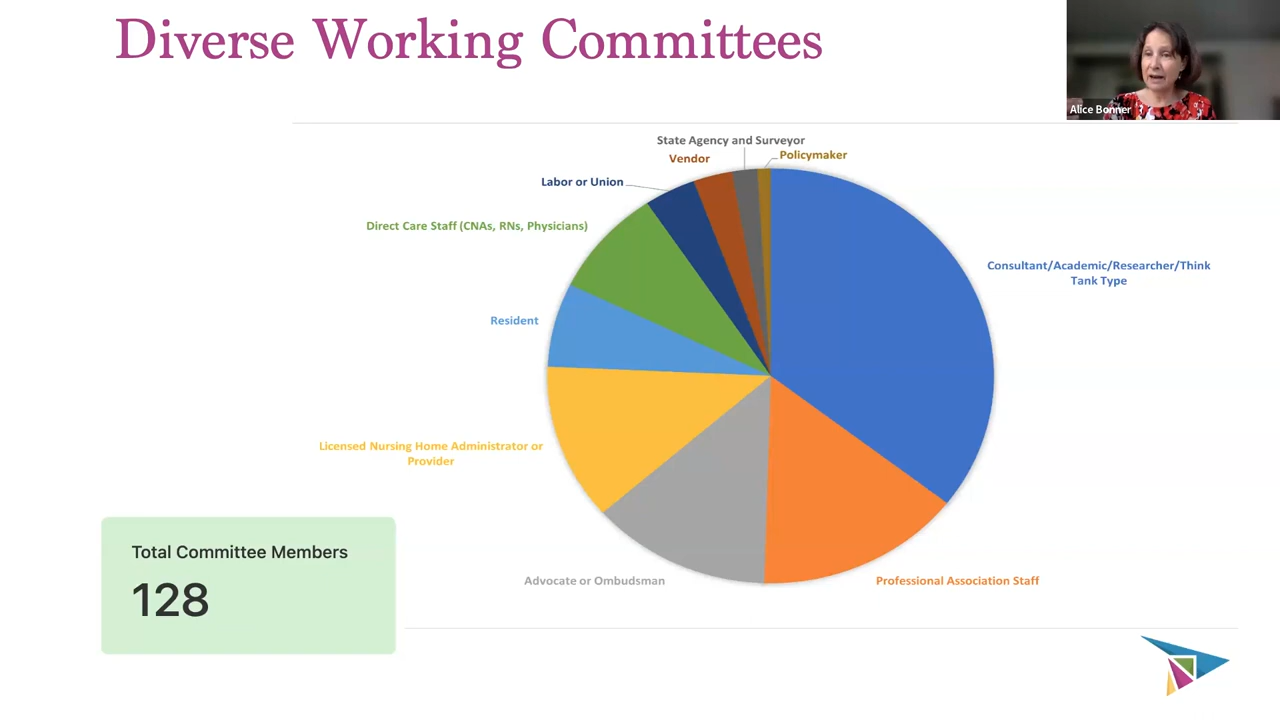 Diverse Working Committees
Alice Bonner
State Agency and Surveyor
Vendor
Policymaker
Labor or Union
Direct Care Staff (CNAs, RNs, Physicians)
Consultant/Academic/Researcher/Think
Tank Type
Resident
Licensed Nursing Home Administrator or
Provider
Advocate or Ombudsman
Professional Association Staff
Total Committee Members
128